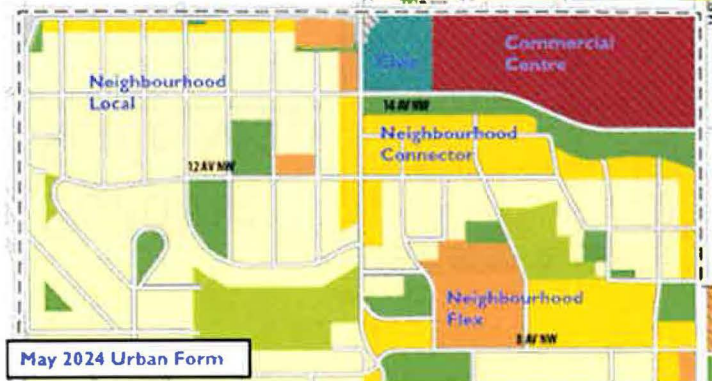 Neighbourhood
Local
Civic
Commercial
Centre
14 AV NW
Neighbourhood
Connector
12 AV NW
Neighbourhood
Flex
8 AV NW
May 2024 Urban Form